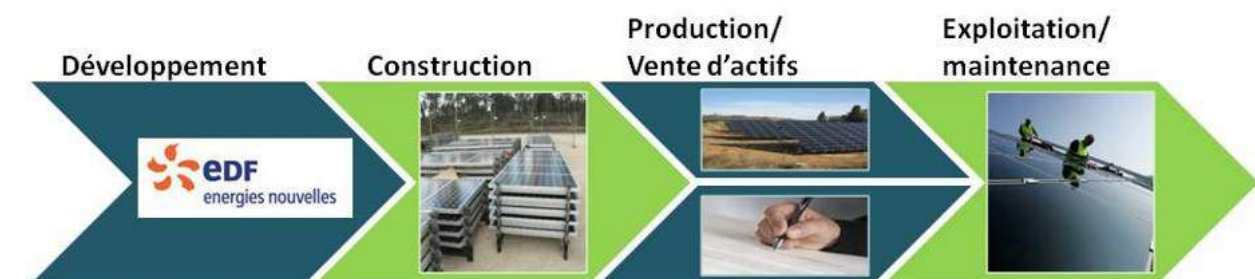 Développement
Construction
Production/
Vente d'actifs
Exploitation/
maintenance
eDF
energies nouvelles